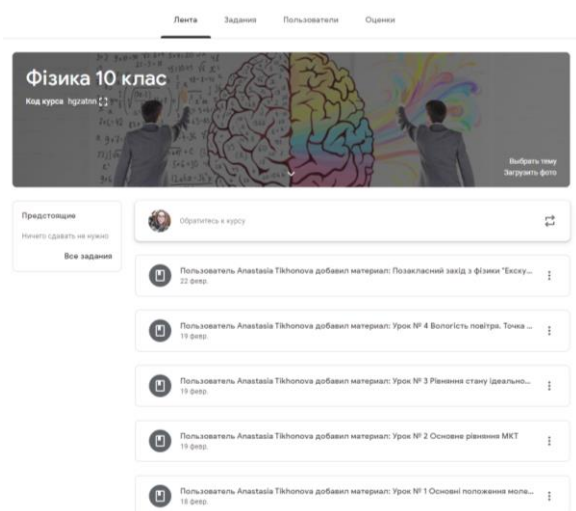 Лента Задания Пользователи Оценки
Фізика 10 клас
Код курса hgzatnn
Выбрать тему
Загрузить фото
Предстоящие
Ничего сдавать не нужно
Все задания
Обратитесь к курсу
Пользователь Anastasia Tikhonova добавил материал: Позакласний захід з фізики "Екску...
22 февр.
Пользователь Anastasia Tikhonova добавил материал: Урок № 4 Вологість повітря. Точка ...
19 февр.
Пользователь Anastasia Tikhonova добавил материал: Урок № 3 Рівняння стану ідеально...
19 февр.
Пользователь Anastasia Tikhonova добавил материал: Урок № 2 Основне рівняння МКТ
19 февр.
Пользователь Anastasia Tikhonova добавил материал: Урок № 1 Основні положення моле...
18 февр.